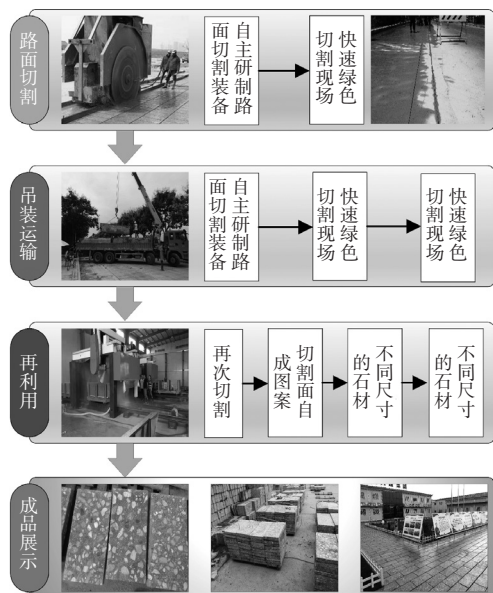 路面切割
自主研制路
面切割装备
快速绿色
切割现场
吊装运输
自主研制路
面切割装备
快速绿色
切割现场
快速绿色
切割现场
再利用
再次切割
切割面自
成图案
不同尺寸
的石材
不同尺寸
的石材
成品展示